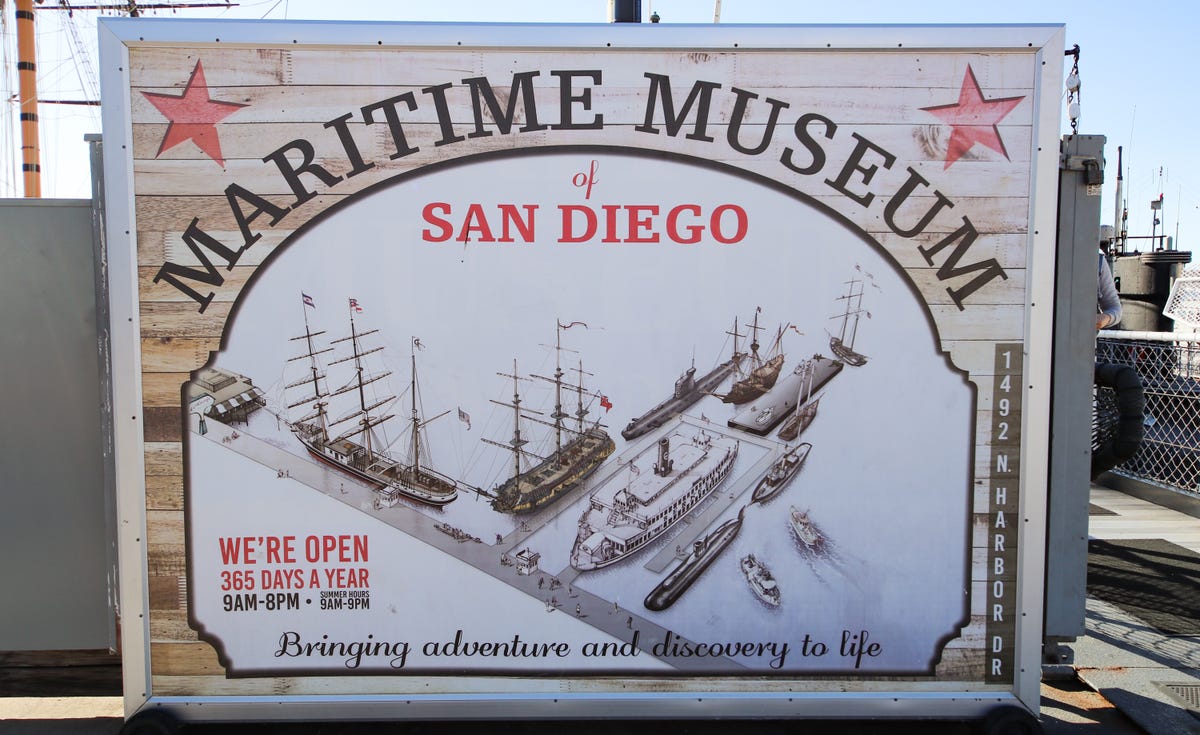 MARITIME MUSEUM
of
SAN DIEGO
WE'RE OPEN
365 DAYS A YEAR
9AM-8PM • SUMMER HOURS 9AM-9PM
Bringing adventure and discovery to life
1492 N. HARBOR DR